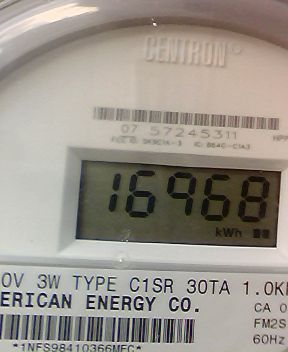 CENTRON®
07 57245311
16968
kWh
0V 3W TYPE C1SR 30TA 1.0K
ERICAN ENERGY CO.
CA 0
FM2S
60Hz
*1NFS98410366MFC*